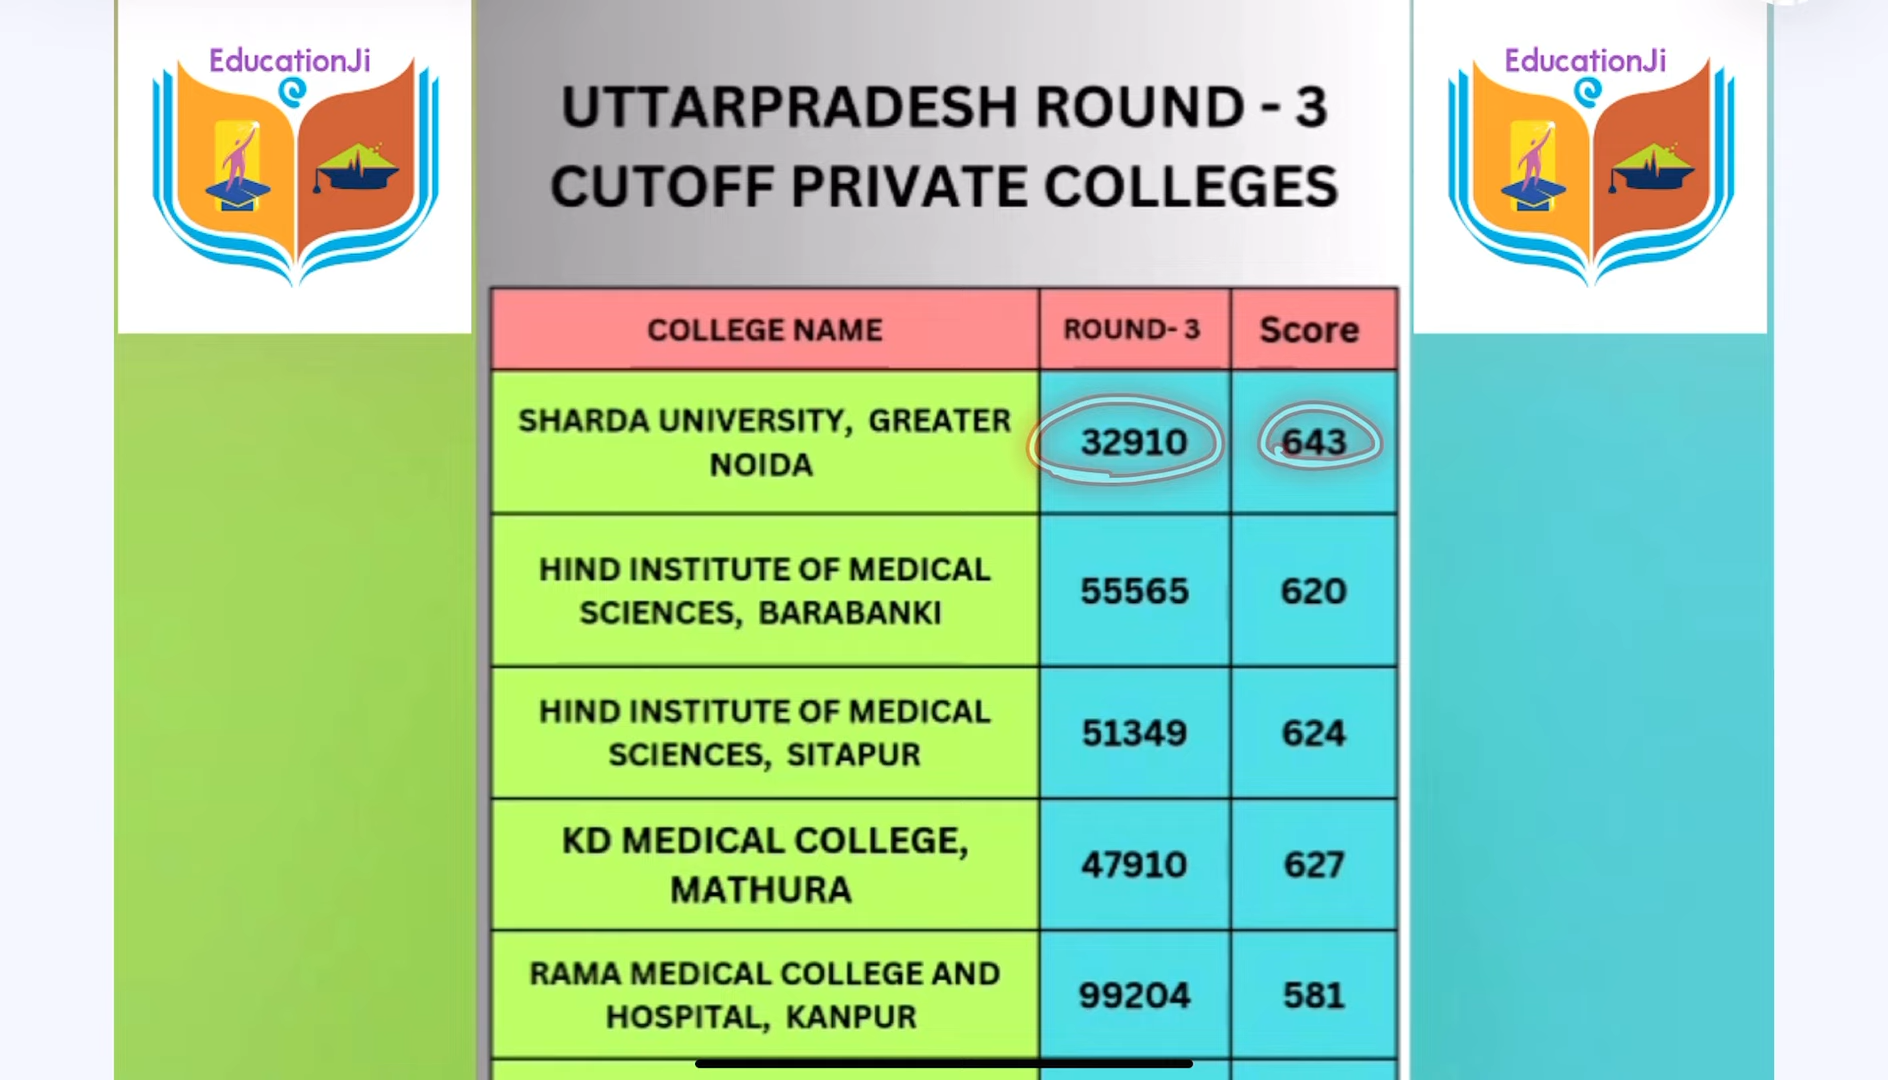 EducationJi
EducationJi
UTTARPRADESH ROUND - 3
CUTOFF PRIVATE COLLEGES
COLLEGE NAME ROUND- 3 Score
SHARDA UNIVERSITY, GREATER
NOIDA
32910 643
HIND INSTITUTE OF MEDICAL
SCIENCES, BARABANKI
55565 620
HIND INSTITUTE OF MEDICAL
SCIENCES, SITAPUR
51349 624
KD MEDICAL COLLEGE,
MATHURA
47910 627
RAMA MEDICAL COLLEGE AND
HOSPITAL, KANPUR
99204 581